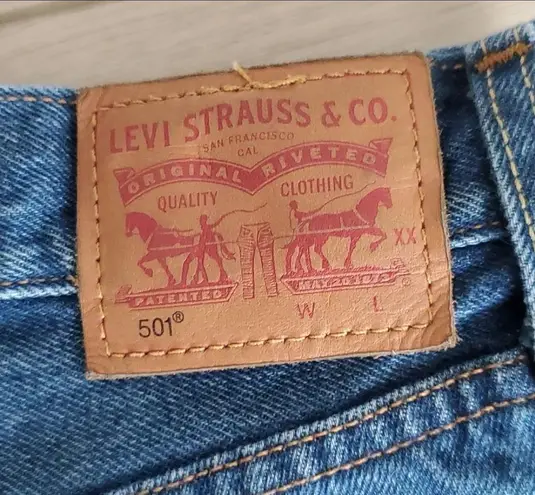 LEVI STRAUSS & CO.
SAN FRANCISCO
CAL
ORIGINAL RIVETED
QUALITY CLOTHING
XX
PATENTED MAY 20 1873
501®
W L